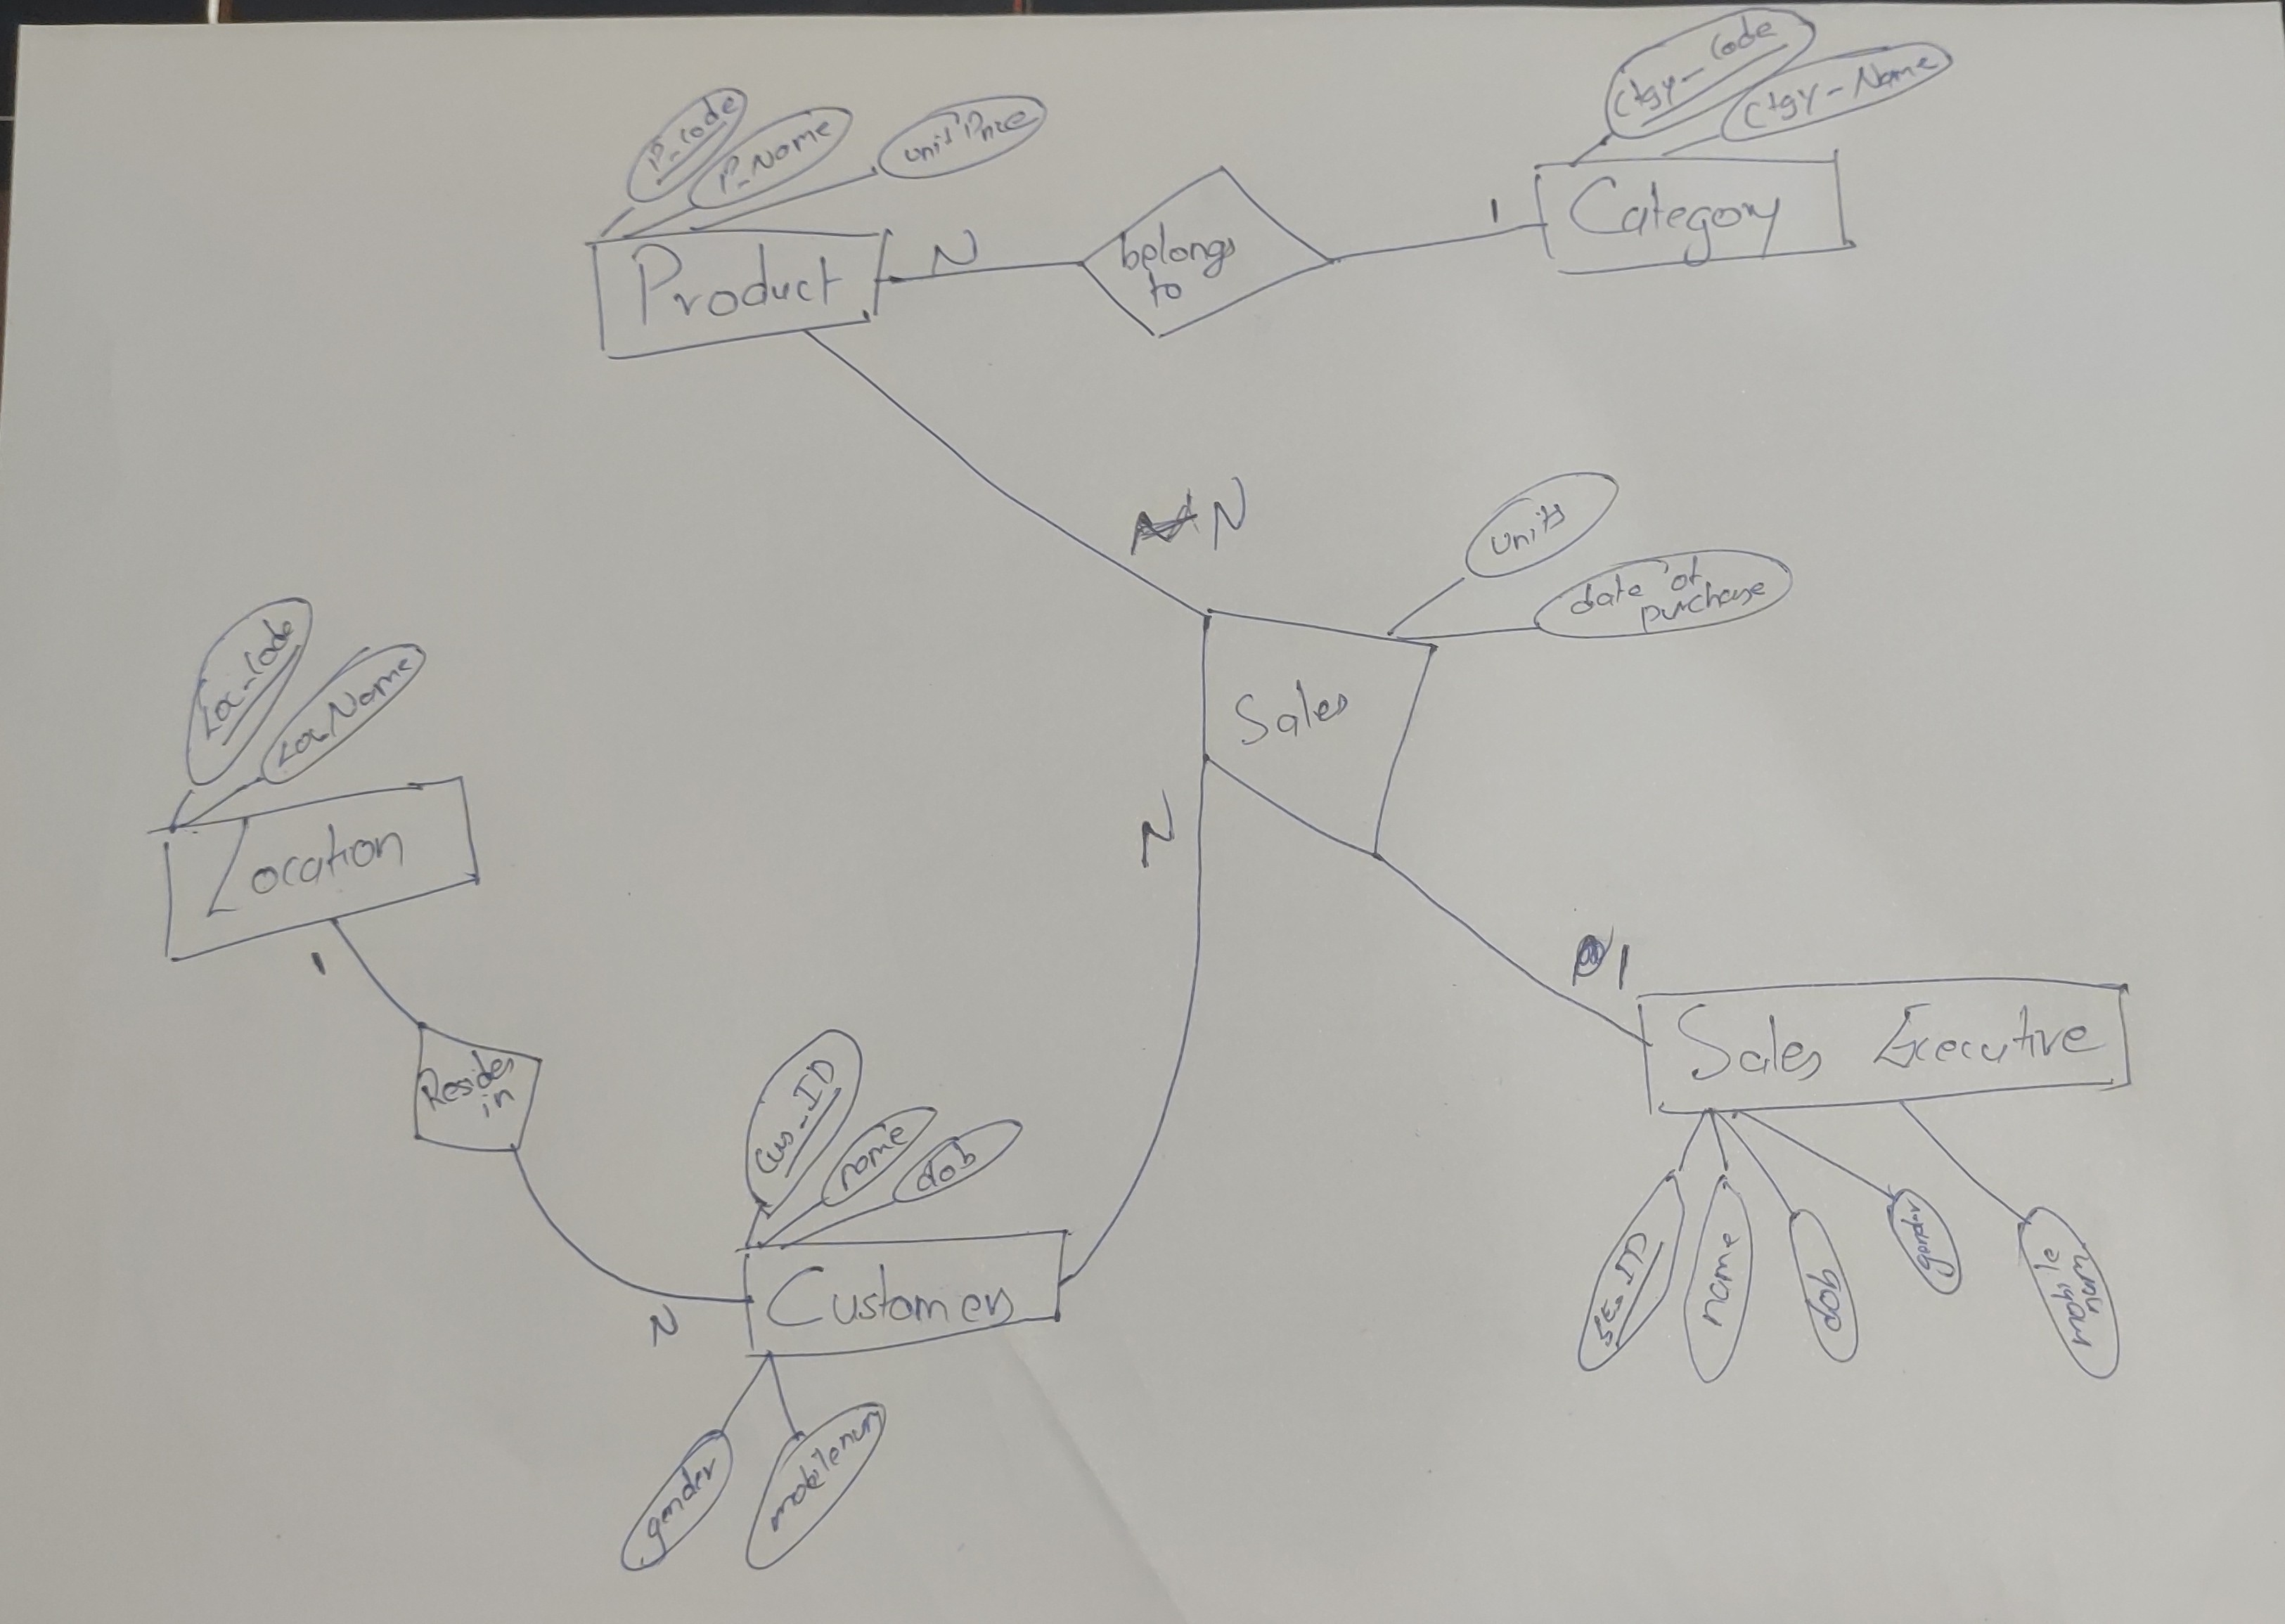 Ctgy_Code
Ctgy-Name
P_Code
P_Name
unit Price
Category
1
belongs
to
N
Product
N
units
date of
purchase
Sales
N
Loc_Code
Loc_Name
Location
1
Resides
in
1
Sales Executive
Cus_ID
name
dob
SE_ID
name
dob
gender
mobile
num
Customers
N
gender
mobilenum